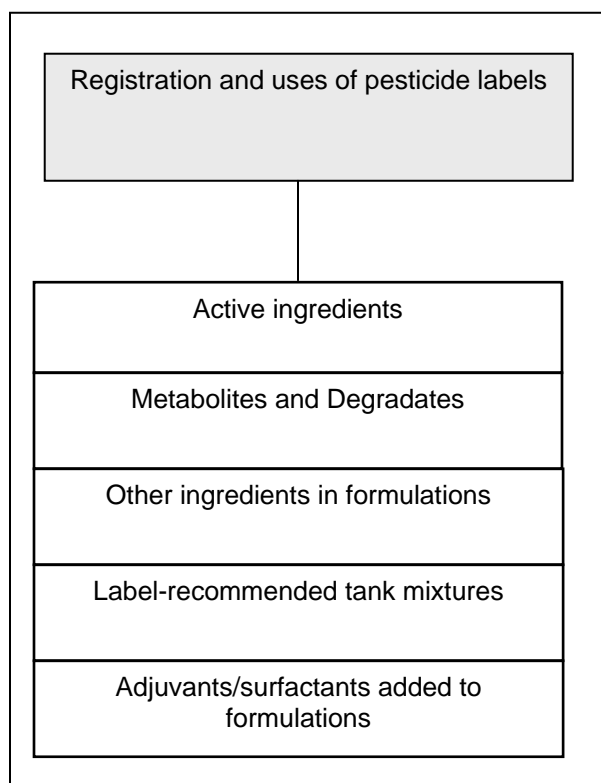 Registration and uses of pesticide labels
Active ingredients
Metabolites and Degradates
Other ingredients in formulations
Label-recommended tank mixtures
Adjuvants/surfactants added to
formulations